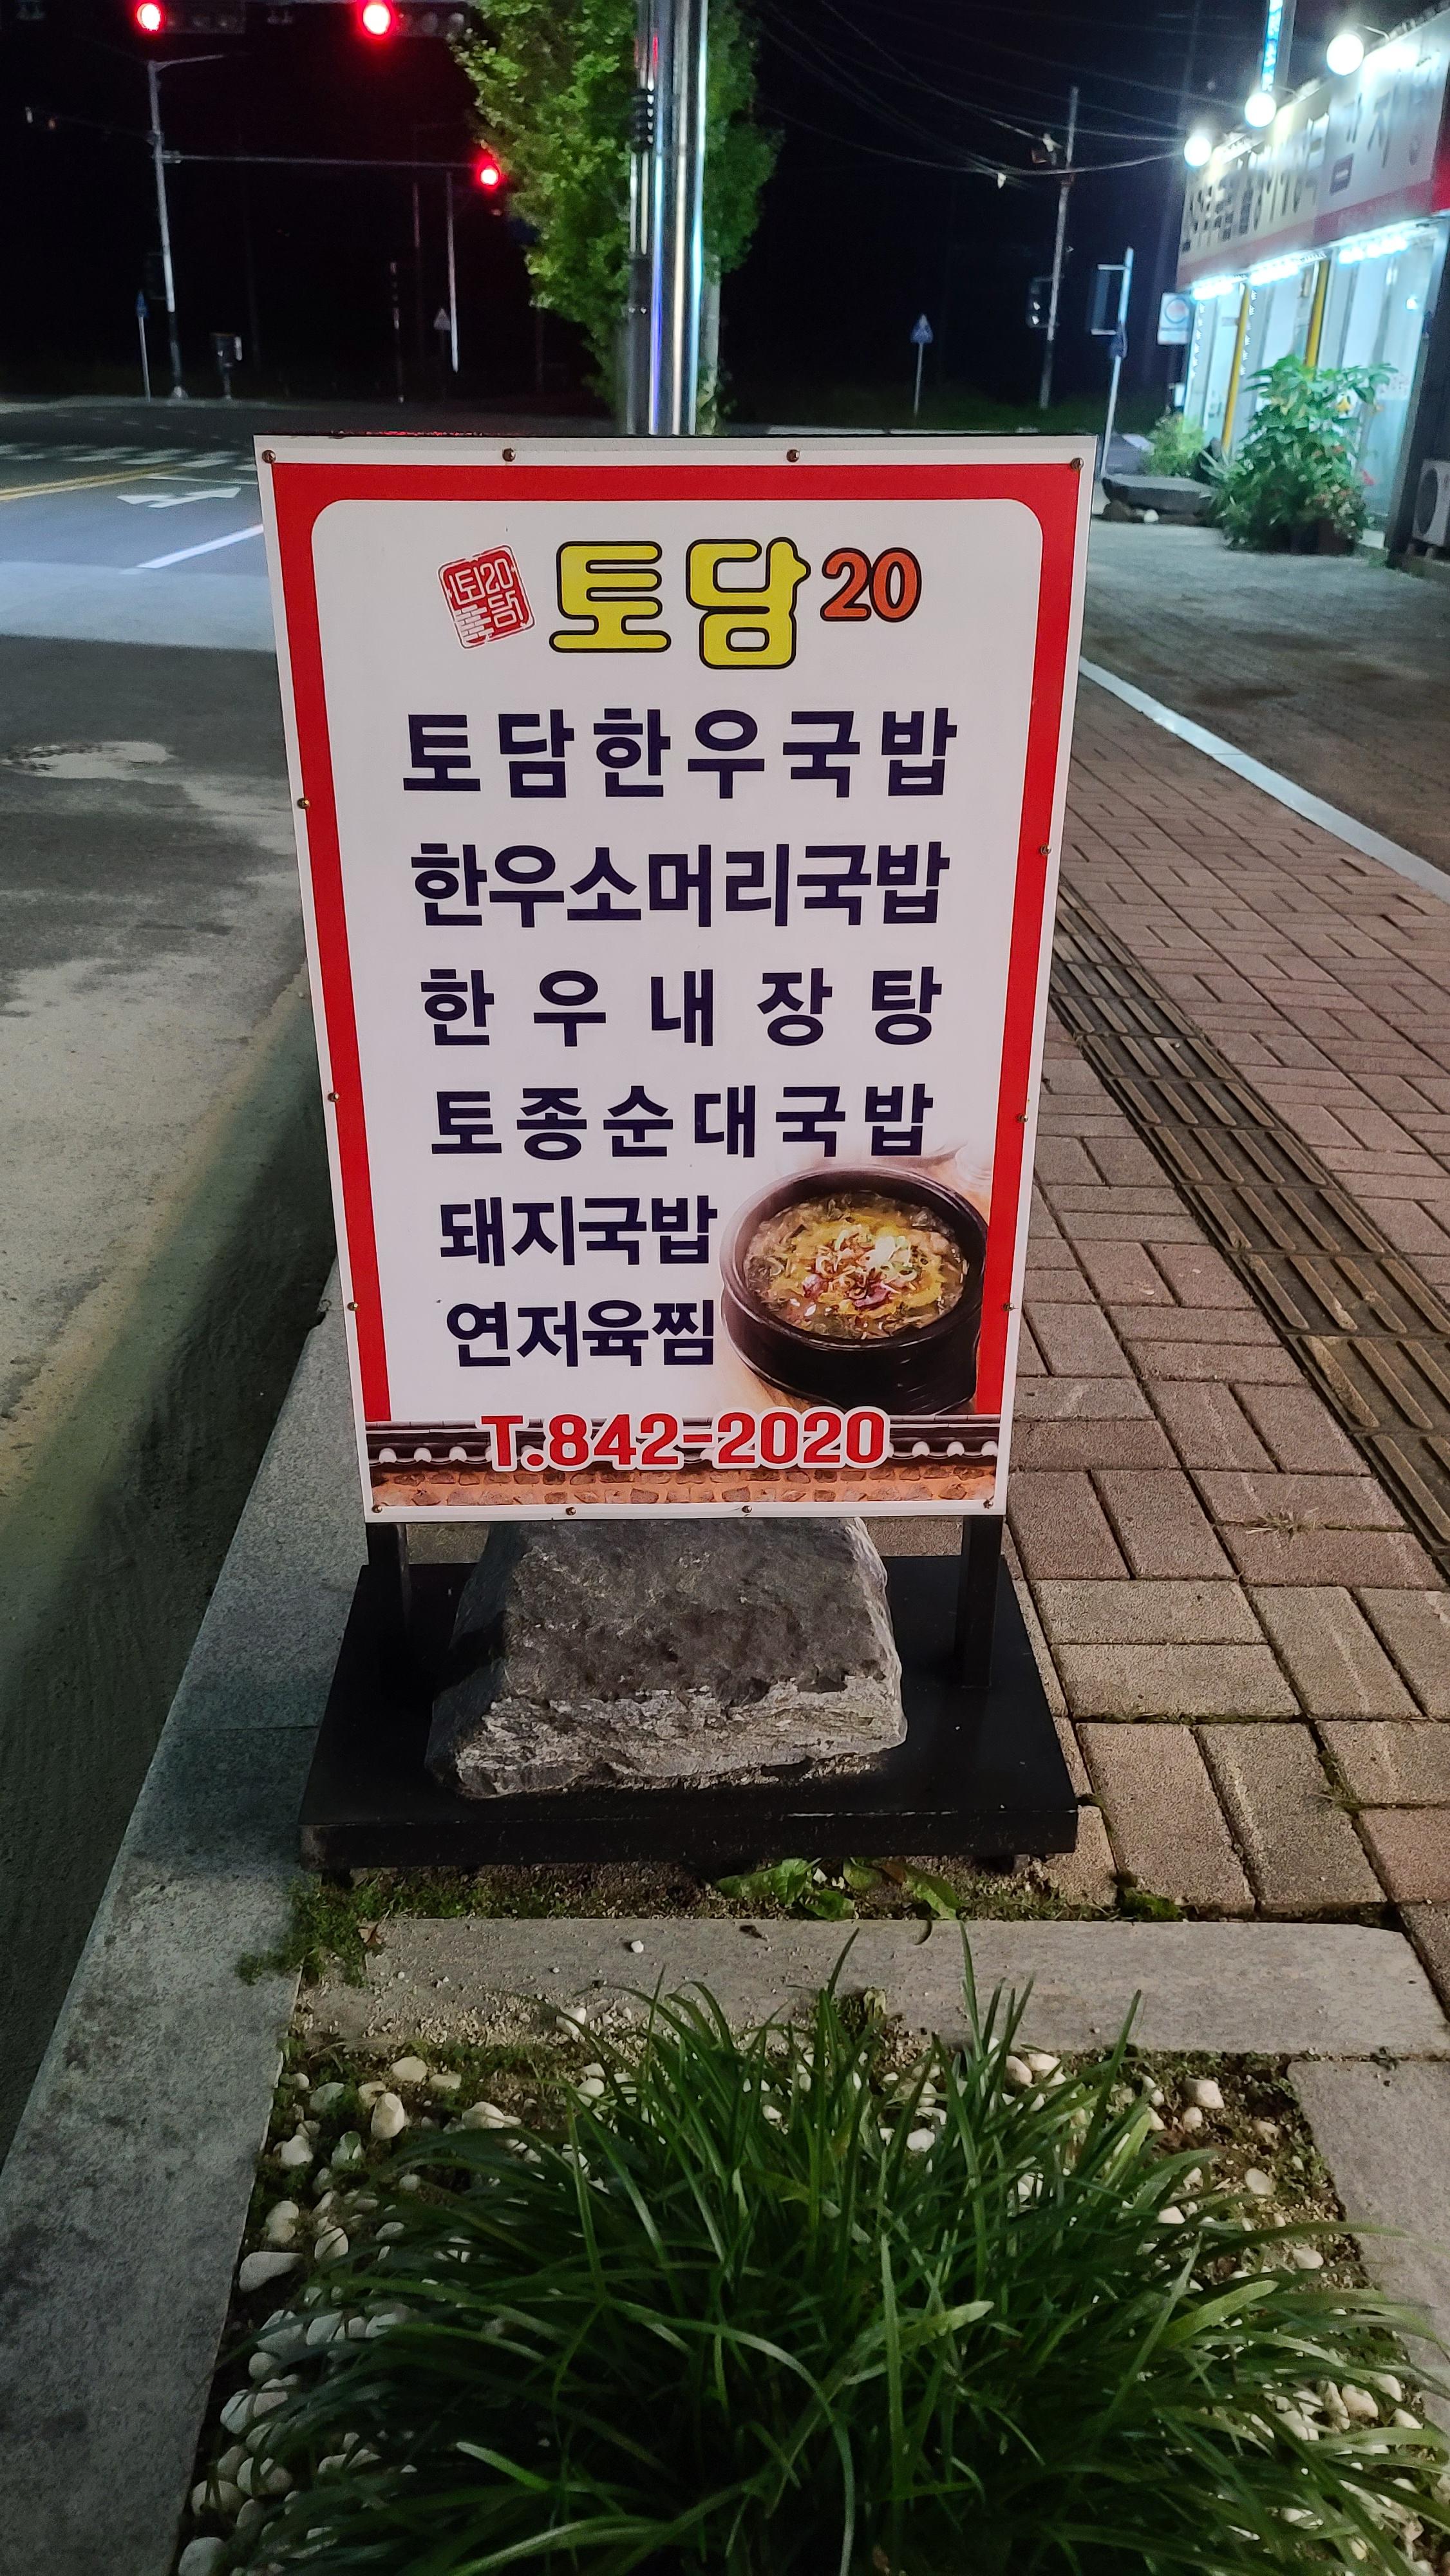 토담20
토담한우국밥
한우소머리국밥
한우내장탕
토종순대국밥
돼지국밥
연저육찜
T.842-2020